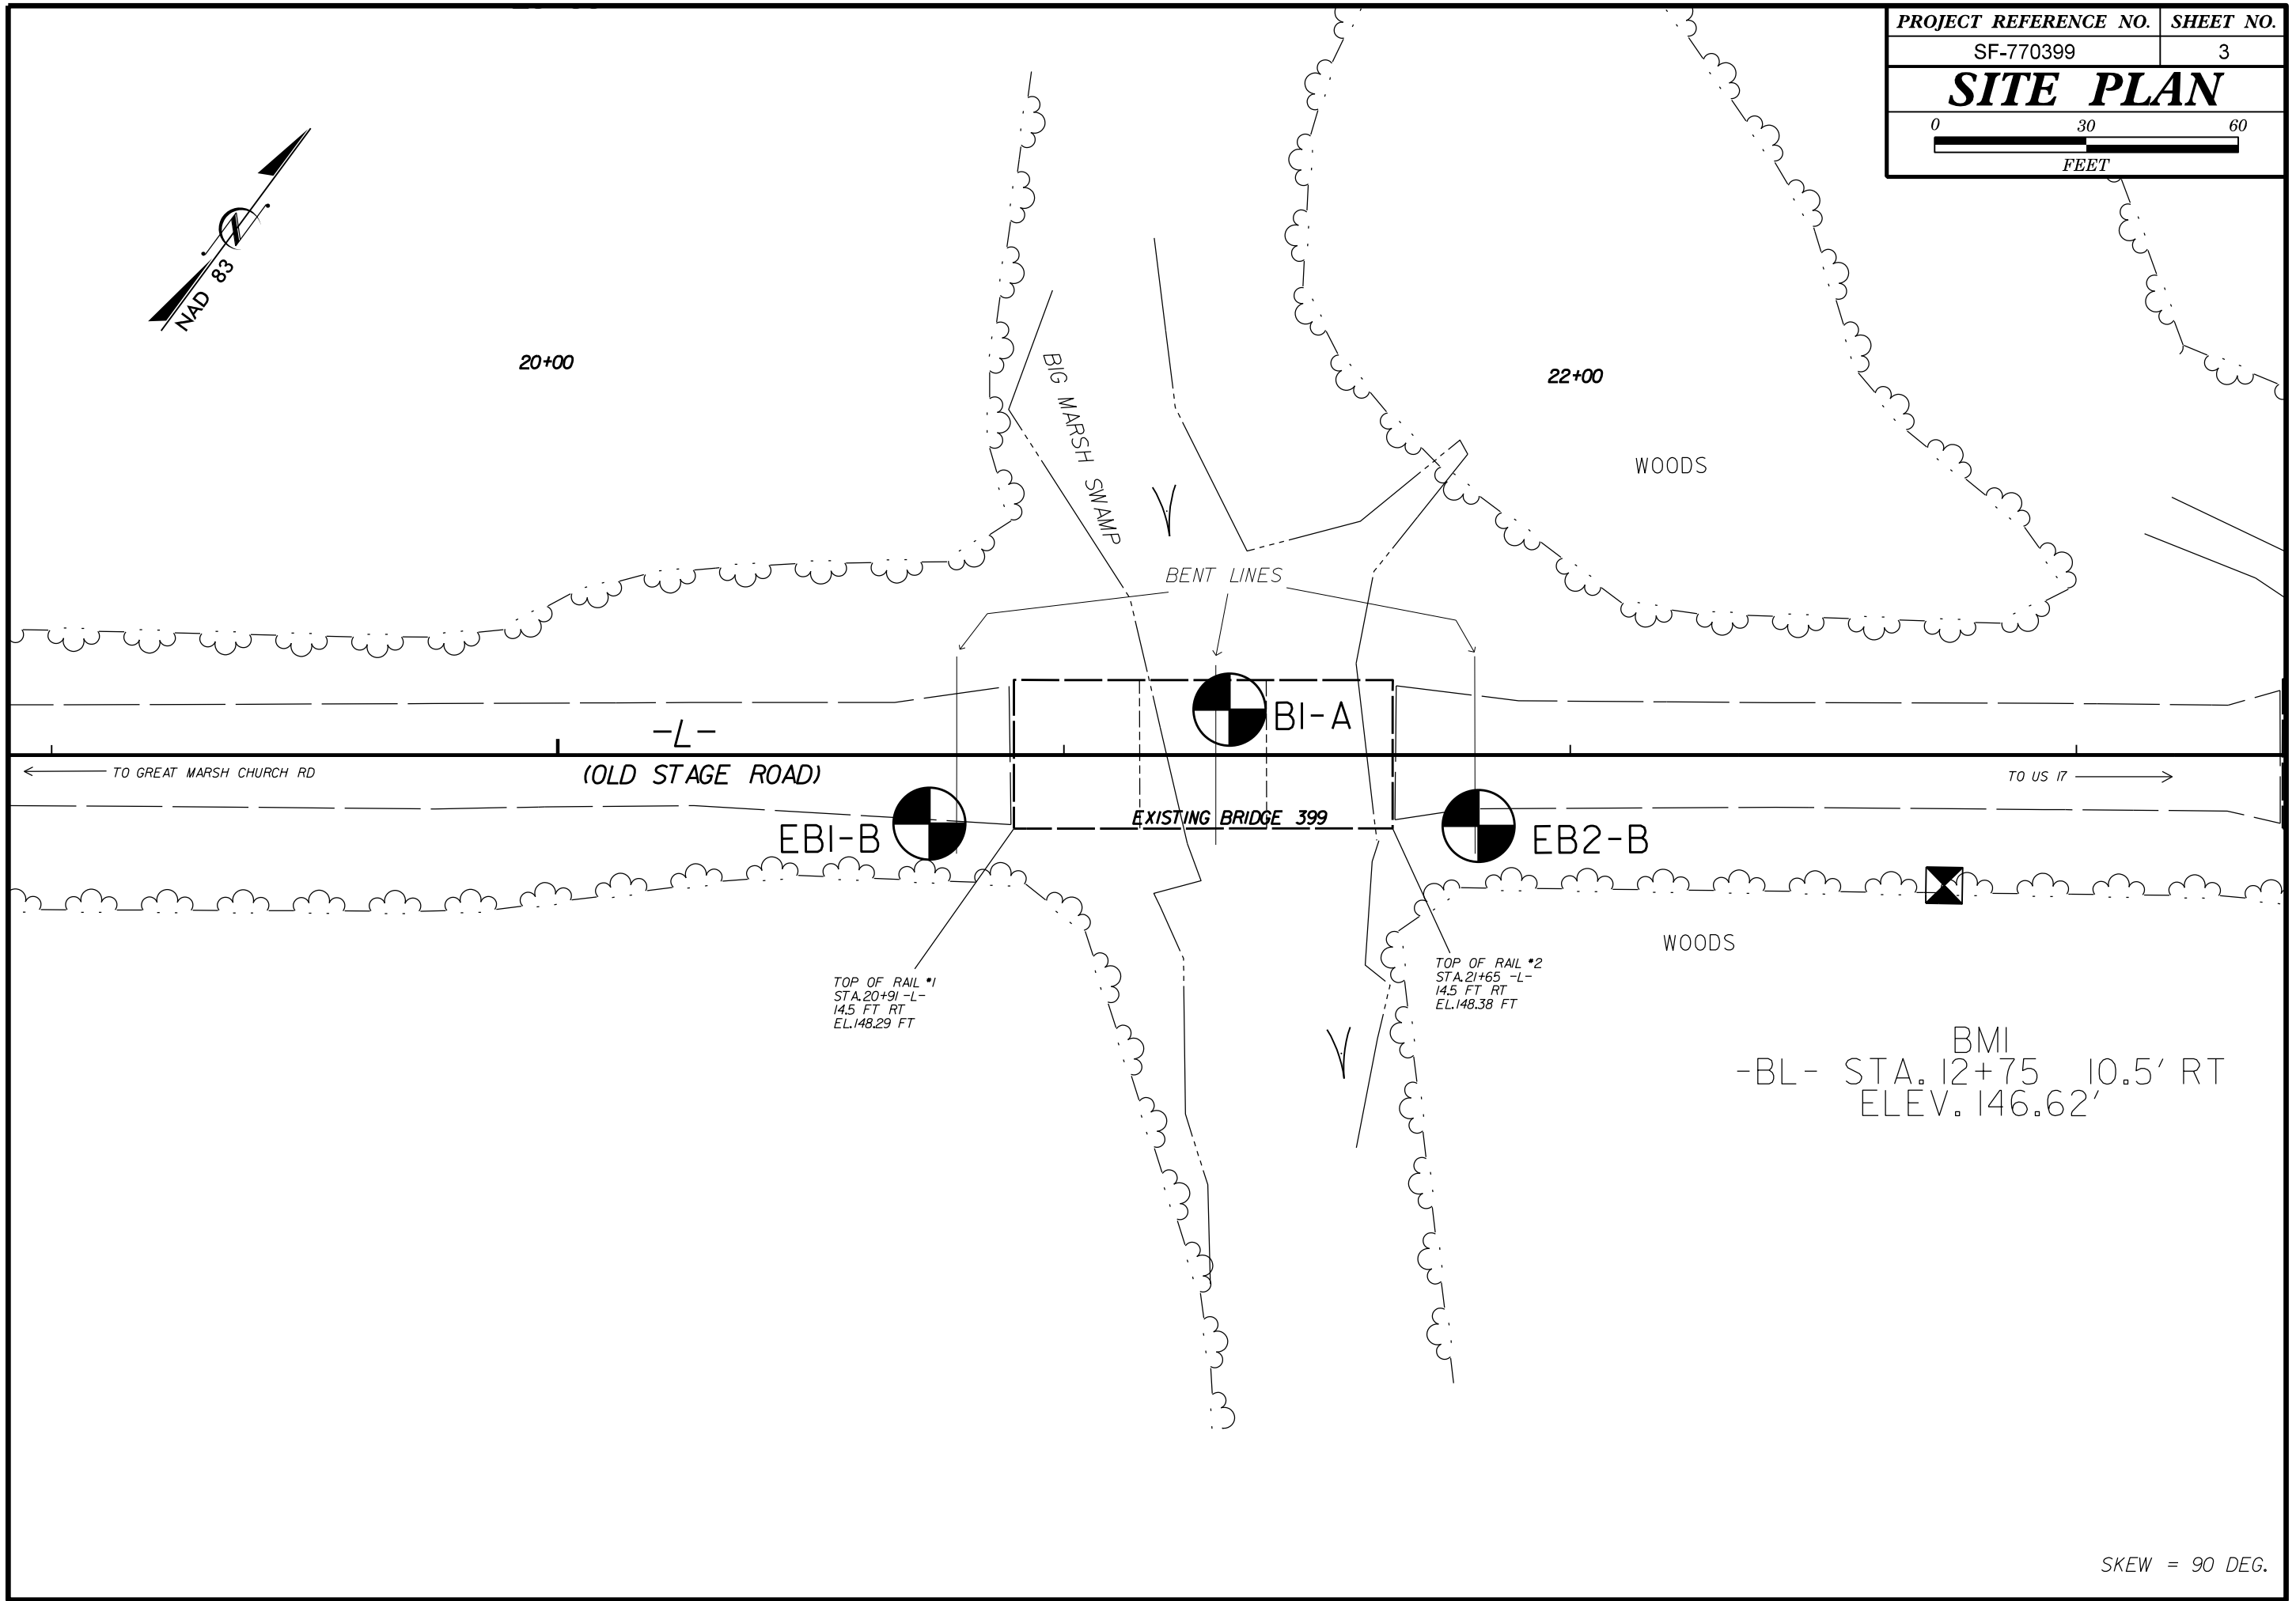 PROJECT REFERENCE NO. SHEET NO.
SF-770399 3
SITE PLAN
0 30 60
FEET
NAD 83
20+00
22+00
BIG MARSH SWAMP
WOODS
BENT LINES
B1-A
-L-
(OLD STAGE ROAD)
TO GREAT MARSH CHURCH RD
TO US 17
EXISTING BRIDGE 399
EB1-B
EB2-B
WOODS
TOP OF RAIL #1
STA. 20+91 -L-
14.5 FT RT
EL. 148.29 FT
TOP OF RAIL #2
STA. 21+65 -L-
14.5 FT RT
EL. 148.38 FT
BM1
-BL- STA. 12+75 10.5' RT
ELEV. 146.62'
SKEW = 90 DEG.